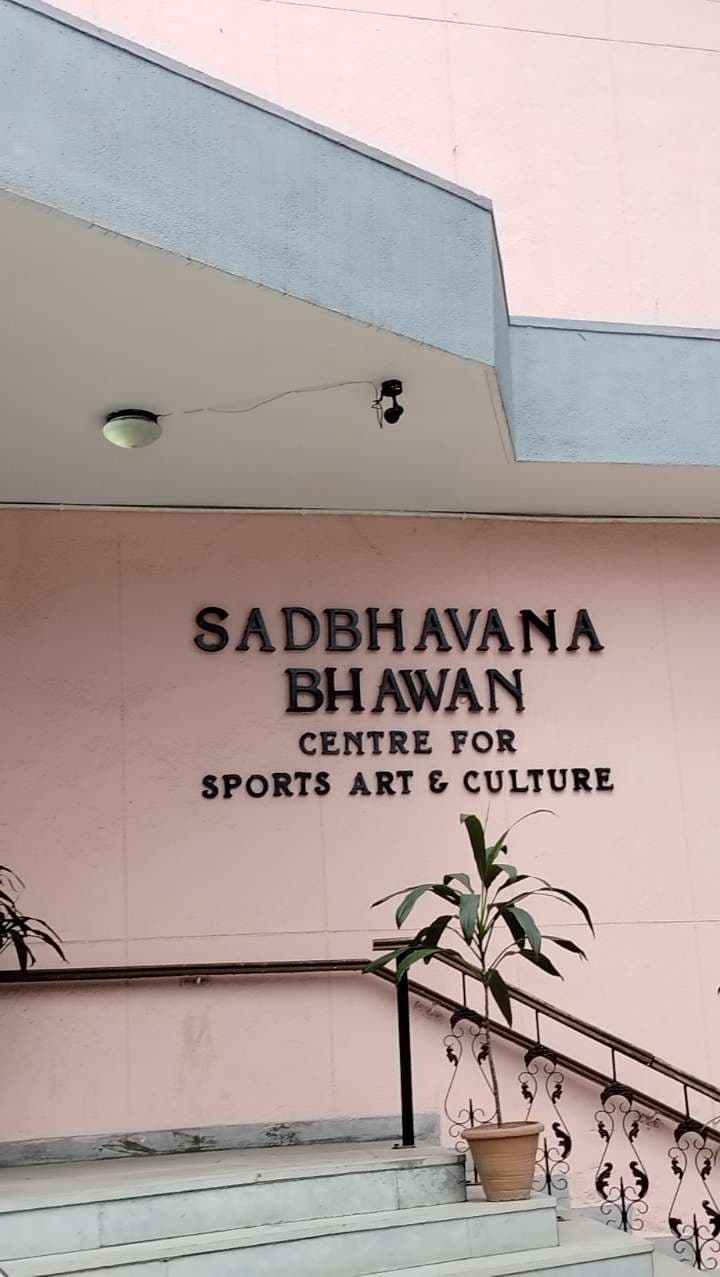 SADBHAVANA
BHAWAN
CENTRE FOR
SPORTS ART & CULTURE